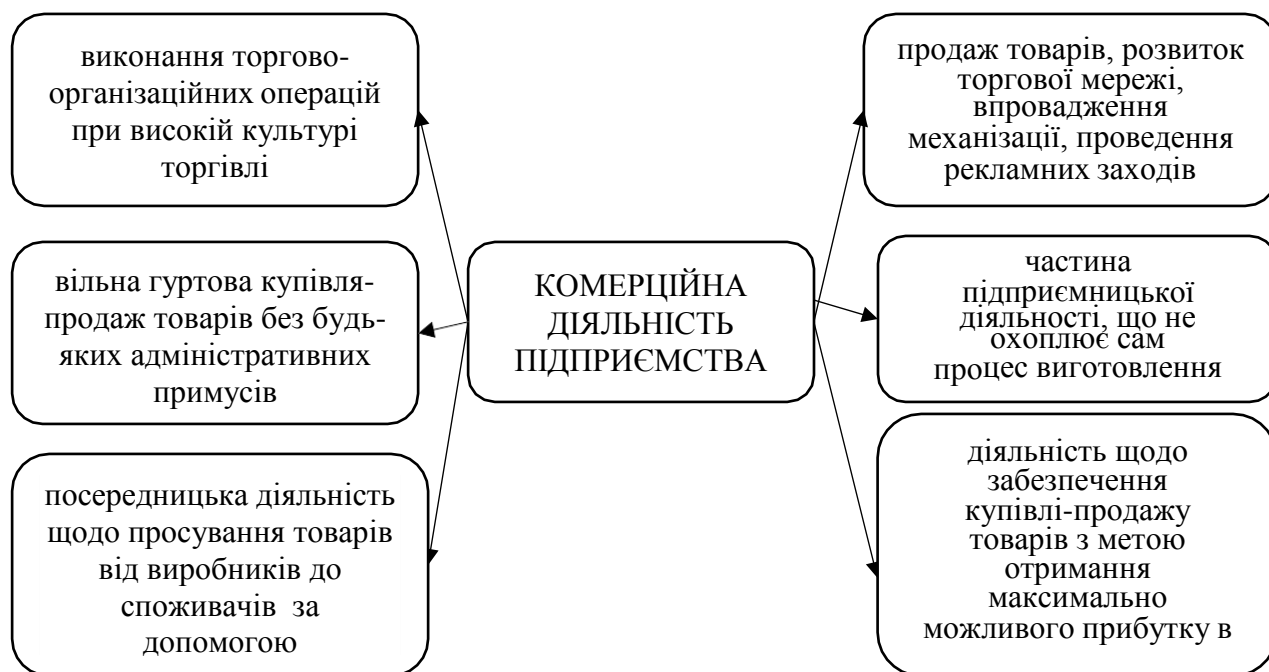 виконання торгово-
організаційних операцій
при високій культурі
торгівлі
вільна гуртова купівля-
продаж товарів без будь-
яких адміністративних
примусів
посередницька діяльність
щодо просування товарів
від виробників до
споживачів за
допомогою
КОМЕРЦІЙНА
ДІЯЛЬНІСТЬ
ПІДПРИЄМСТВА
продаж товарів, розвиток
торгової мережі,
впровадження
механізації, проведення
рекламних заходів
частина
підприємницької
діяльності, що не
охоплює сам
процес виготовлення
діяльність щодо
забезпечення
купівлі-продажу
товарів з метою
отримання
максимально
можливого прибутку в